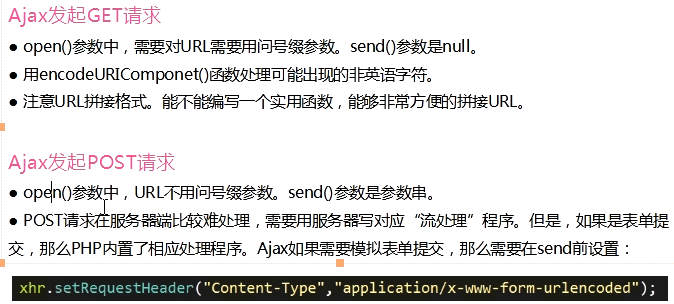 Ajax发起GET请求
● open()参数中，需要对URL需要用问号缀参数。send()参数是null。
● 用encodeURIComponet()函数处理可能出现的非英语字符。
● 注意URL拼接格式。能不能编写一个实用函数，能够非常方便的拼接URL。
Ajax发起POST请求
● open()参数中，URL不用问号缀参数。send()参数是参数串。
● POST请求在服务器端比较难处理，需要用服务器写对应“流处理”程序。但是，如果是表单提
交，那么PHP内置了相应处理程序。Ajax如果需要模拟表单提交，那么需要在send前设置：
xhr.setRequestHeader("Content-Type","application/x-www-form-urlencoded");